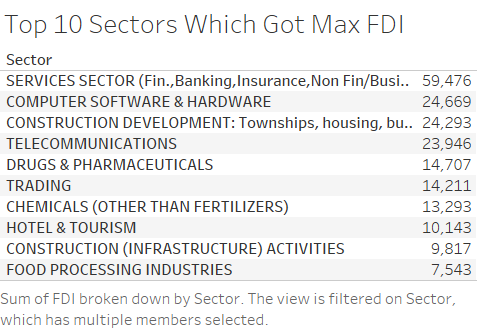 Top 10 Sectors Which Got Max FDI
Sector
SERVICES SECTOR (Fin.,Banking,Insurance,Non Fin/Busi.. 59,476
COMPUTER SOFTWARE & HARDWARE 24,669
CONSTRUCTION DEVELOPMENT: Townships, housing, bu.. 24,293
TELECOMMUNICATIONS 23,946
DRUGS & PHARMACEUTICALS 14,707
TRADING 14,211
CHEMICALS (OTHER THAN FERTILIZERS) 13,293
HOTEL & TOURISM 10,143
CONSTRUCTION (INFRASTRUCTURE) ACTIVITIES 9,817
FOOD PROCESSING INDUSTRIES 7,543
Sum of FDI broken down by Sector. The view is filtered on Sector,
which has multiple members selected.